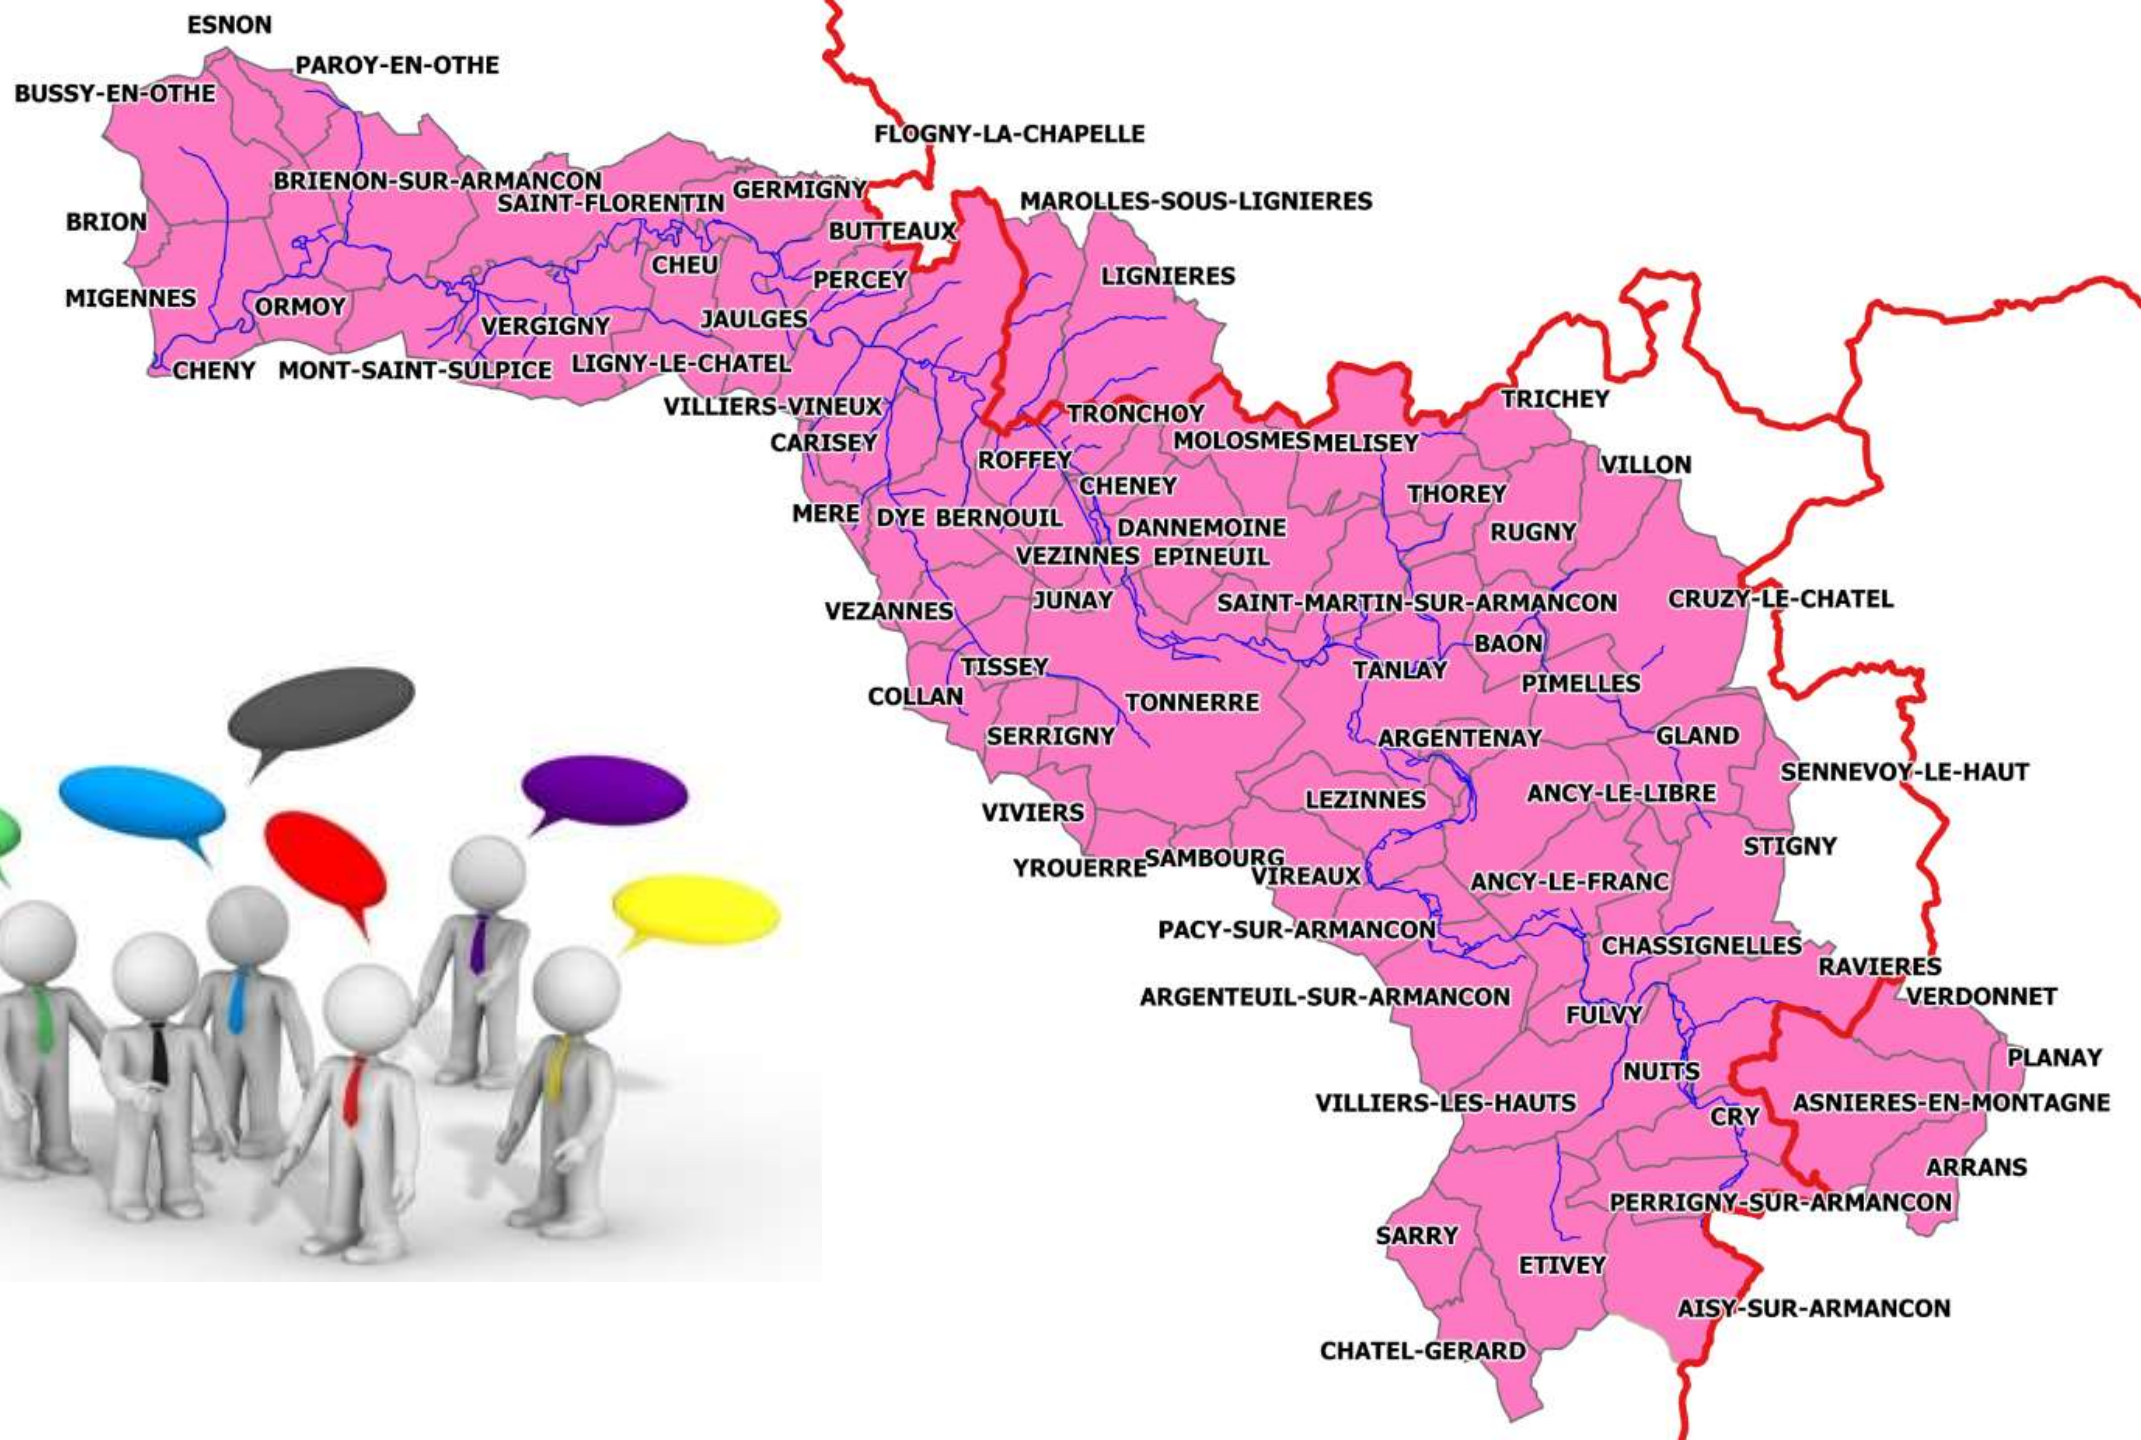 ESNON
PAROY-EN-OTHE
BUSSY-EN-OTHE
FLOGNY-LA-CHAPELLE
BRIENON-SUR-ARMANCON
GERMIGNY
SAINT-FLORENTIN
MAROLLES-SOUS-LIGNIERES
BRION
BUTTEAUX
CHEU
PERCEY
LIGNIERES
MIGENNES
ORMOY
VERGIGNY
JAULGES
CHENY
MONT-SAINT-SULPICE
LIGNY-LE-CHATEL
VILLIERS-VINEUX
TRONCHOY
TRICHEY
CARISEY
MOLOSMES
MELISEY
ROFFEY
VILLON
CHENEY
THOREY
MERE
DYE
BERNOUIL
DANNEMOINE
RUGNY
VEZINNES
EPINEUIL
VEZANNES
JUNAY
SAINT-MARTIN-SUR-ARMANCON
CRUZY-LE-CHATEL
BAON
TISSEY
TANLAY
COLLAN
TONNERRE
PIMELLES
SERRIGNY
ARGENTENAY
GLAND
SENNEVOY-LE-HAUT
VIVIERS
LEZINNES
ANCY-LE-LIBRE
STIGNY
YROUERRE
SAMBOURG
VIREAUX
ANCY-LE-FRANC
PACY-SUR-ARMANCON
CHASSIGNELLES
RAVIERES
ARGENTEUIL-SUR-ARMANCON
VERDONNET
FULVY
PLANAY
NUITS
VILLIERS-LES-HAUTS
CRY
ASNIERES-EN-MONTAGNE
ARRANS
PERRIGNY-SUR-ARMANCON
SARRY
ETIVEY
AISY-SUR-ARMANCON
CHATEL-GERARD